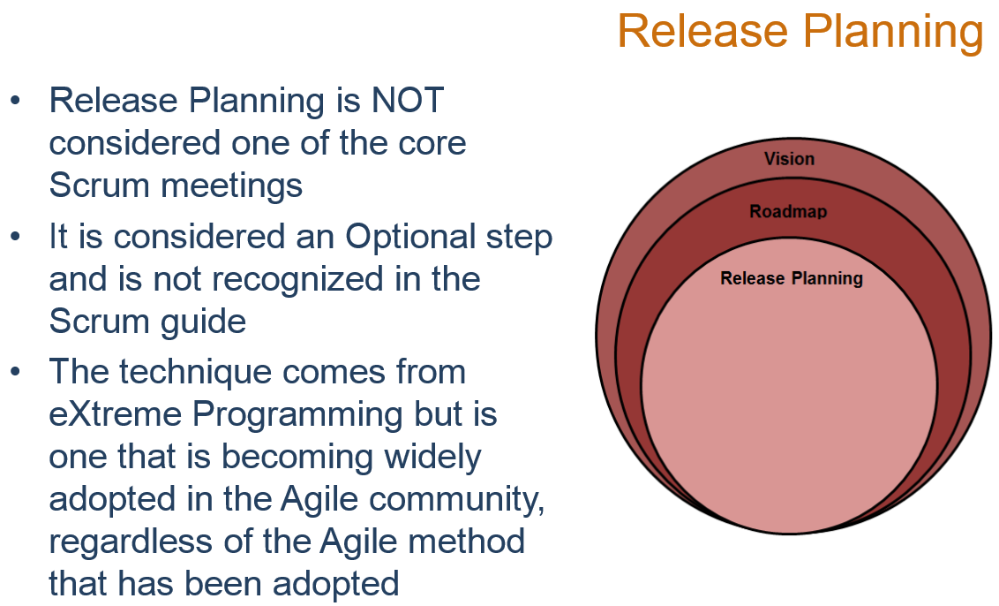 Release Planning
• Release Planning is NOT
considered one of the core
Scrum meetings
• It is considered an Optional step
and is not recognized in the
Scrum guide
• The technique comes from
eXtreme Programming but is
one that is becoming widely
adopted in the Agile community,
regardless of the Agile method
that has been adopted
Vision
Roadmap
Release Planning